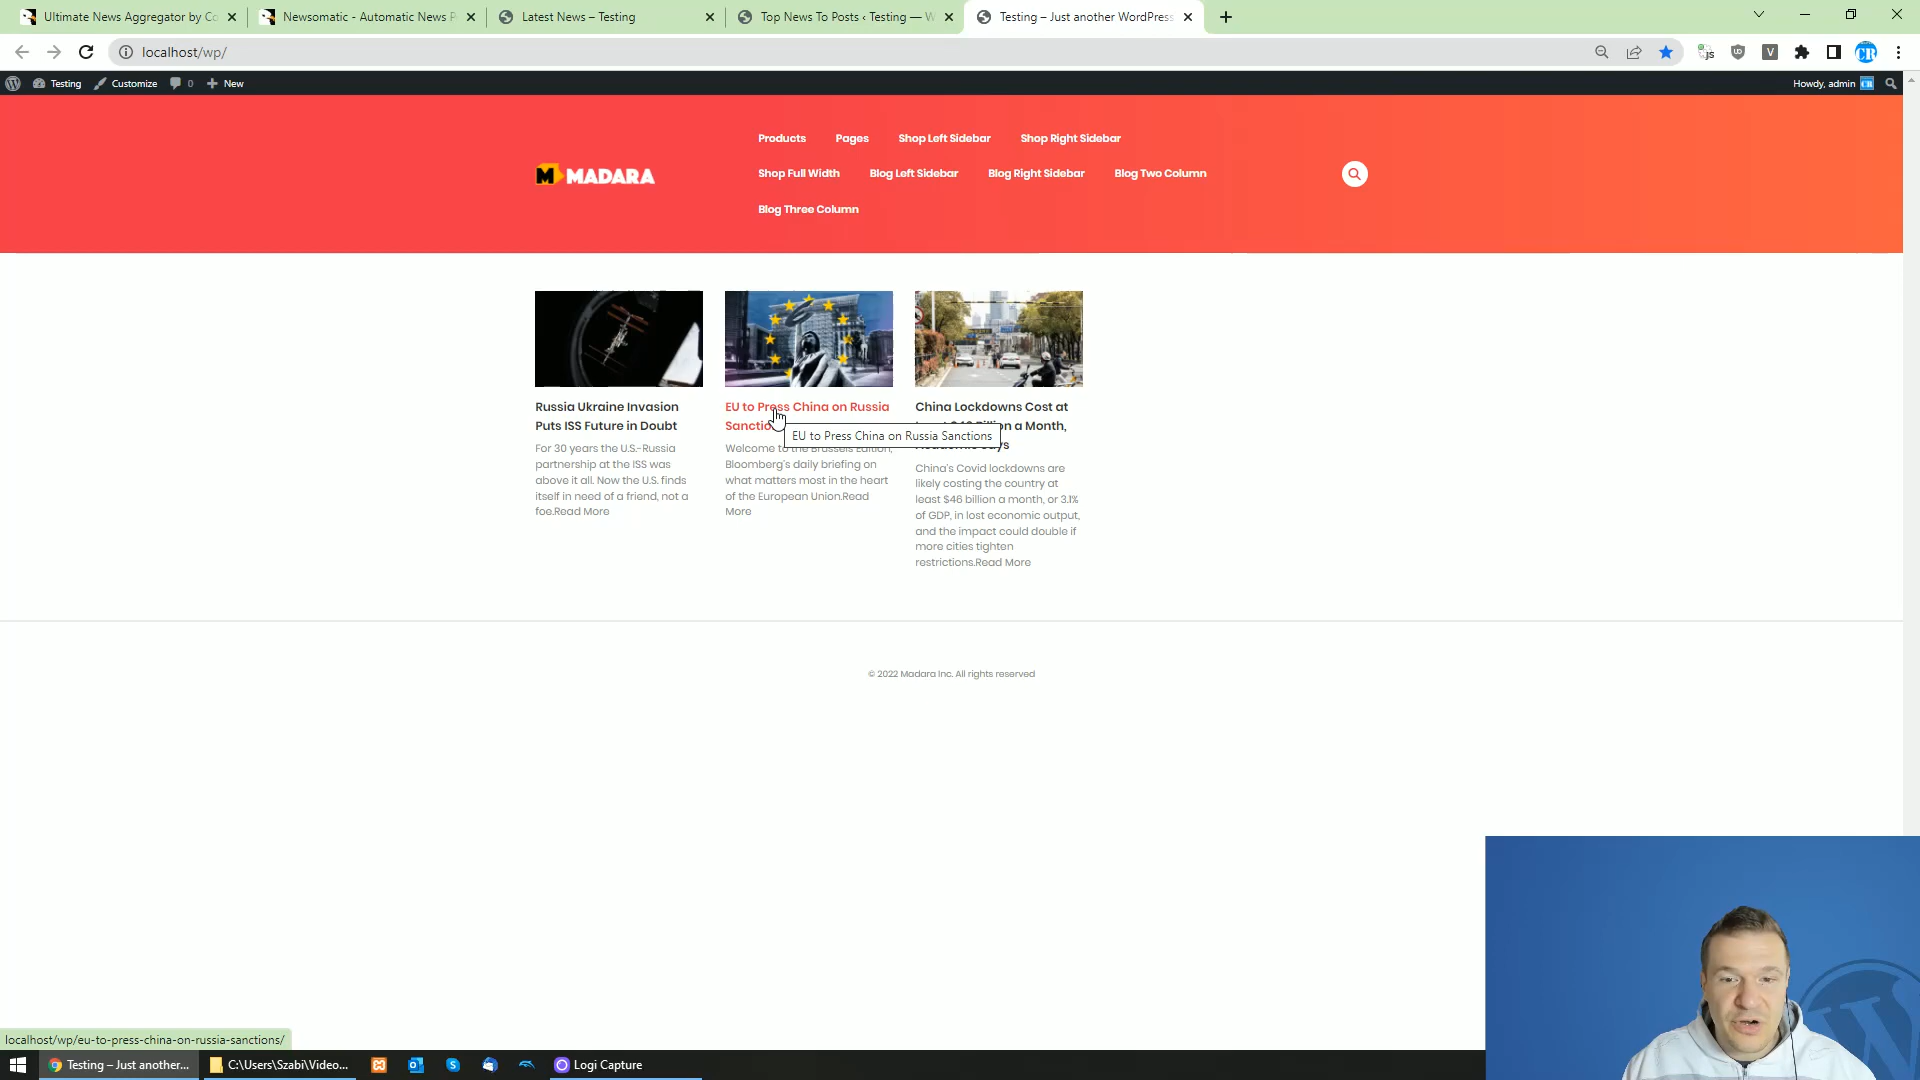 Ultimate News Aggregator by Co
Newsomatic - Automatic News P
Latest News – Testing
Top News To Posts ‹ Testing — W
Testing – Just another WordPress
localhost/wp/
Testing
Customize
0
New
Howdy, admin
Products
Pages
Shop Left Sidebar
Shop Right Sidebar
MADARA
Shop Full Width
Blog Left Sidebar
Blog Right Sidebar
Blog Two Column
Blog Three Column
Russia Ukraine Invasion
Puts ISS Future in Doubt
For 30 years the U.S.-Russia
partnership at the ISS was
above it all. Now the U.S. finds
itself in need of a friend, not a
foe.Read More
EU to Press China on Russia
EU to Press China on Russia Sanctions
Welcome to the Brussels Edition,
Bloomberg's daily briefing on
what matters most in the heart
of the European Union.Read
More
China Lockdowns Cost at
n a Month,
China's Covid lockdowns are
likely costing the country at
least $46 billion a month, or 3.1%
of GDP, in lost economic output,
and the impact could double if
more cities tighten
restrictions.Read More
© 2022 Madara Inc. All rights reserved
localhost/wp/eu-to-press-china-on-russia-sanctions/
Testing – Just another...
C:\Users\Szabi\Video...
Logi Capture